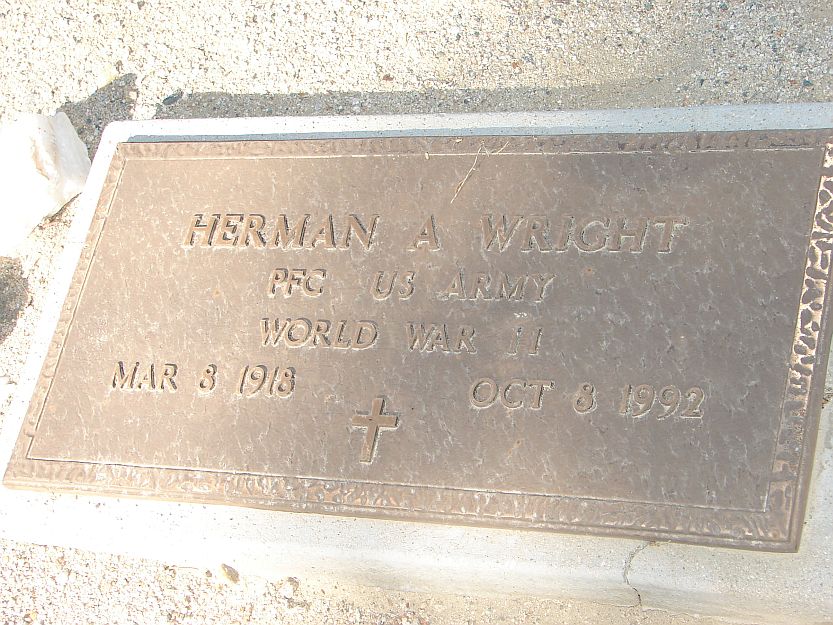 HERMAN A WRIGHT
PFC US ARMY
WORLD WAR II
MAR 8 1918 OCT 8 1992